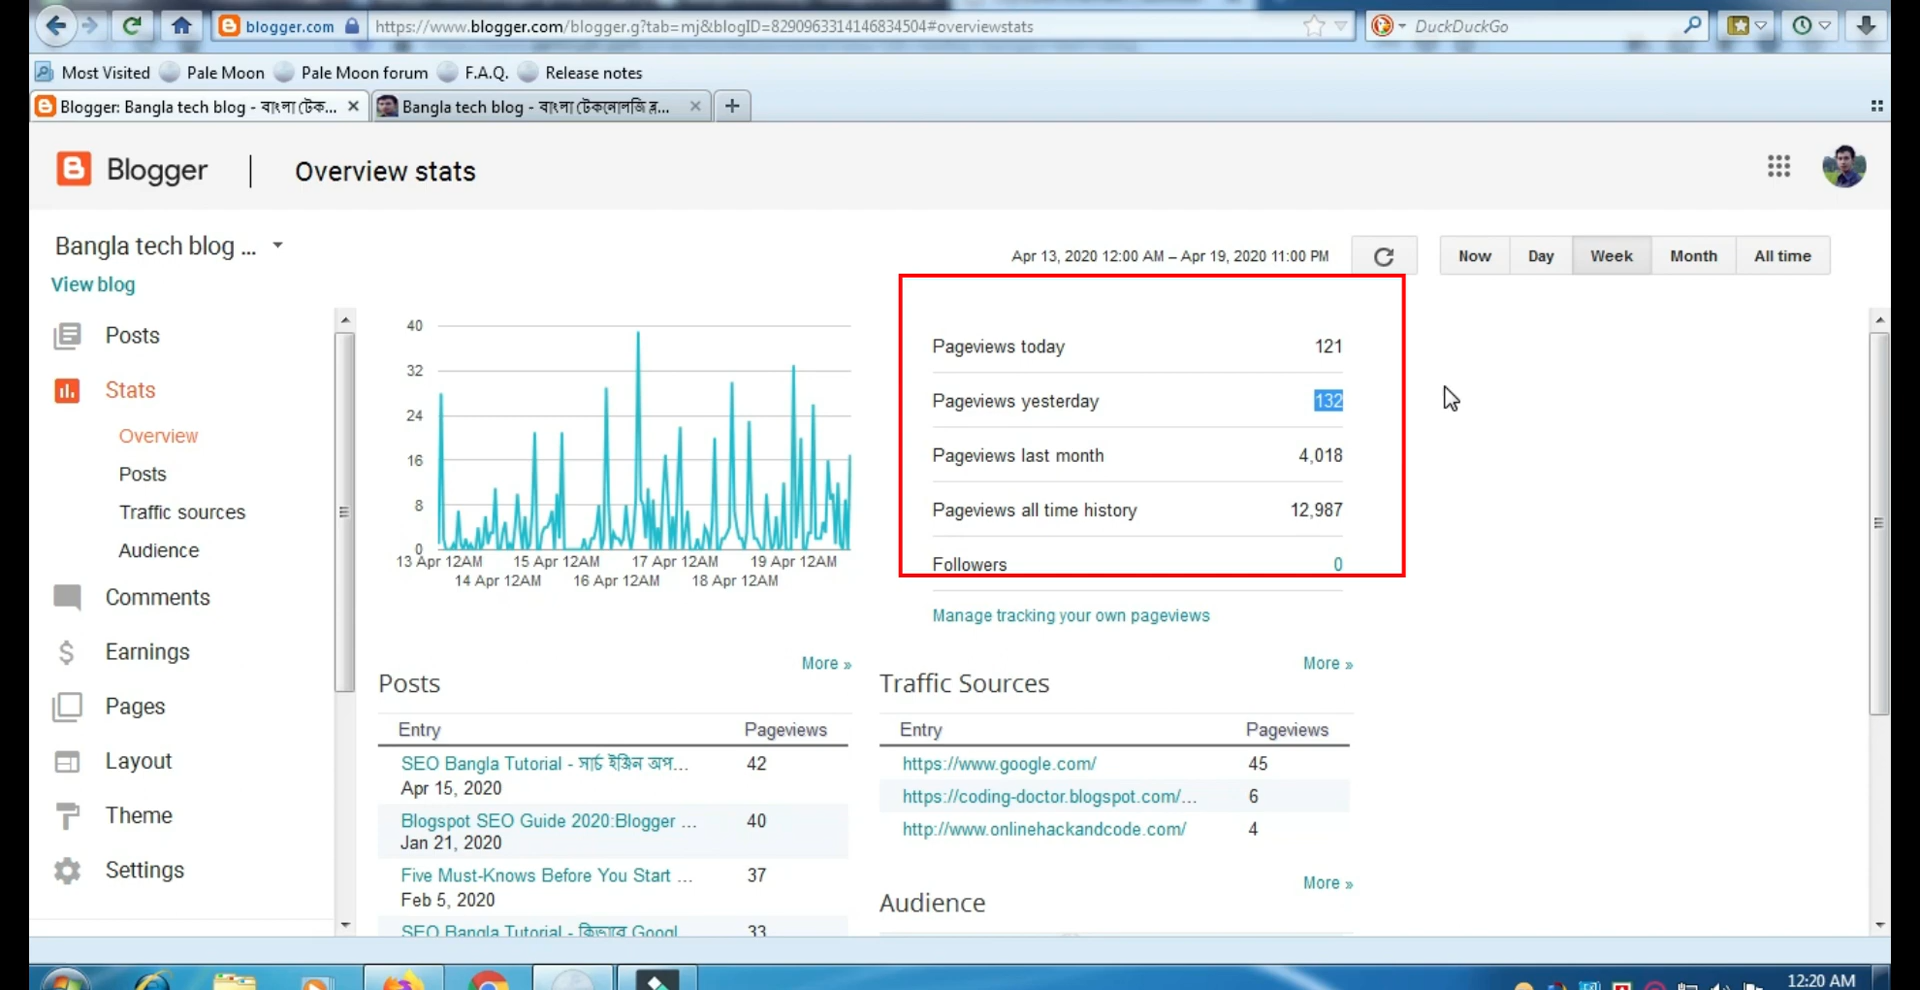 blogger.com
https://www.blogger.com/blogger.g?tab=mj&blogID=8290963314146834504#overviewstats
DuckDuckGo
Most Visited
Pale Moon
Pale Moon forum
F.A.Q.
Release notes
Blogger: Bangla tech blog - বাংলা টেক...
Bangla tech blog - বাংলা টেকনোলজি ব্ল...
Blogger
Overview stats
Bangla tech blog ...
View blog
Apr 13, 2020 12:00 AM – Apr 19, 2020 11:00 PM
Now
Day
Week
Month
All time
Posts
Stats
Overview
Posts
Traffic sources
Audience
Comments
Earnings
Pages
Layout
Theme
Settings
40
32
24
16
8
0
13 Apr 12AM 15 Apr 12AM 17 Apr 12AM 19 Apr 12AM
14 Apr 12AM 16 Apr 12AM 18 Apr 12AM
Pageviews today 121
Pageviews yesterday 132
Pageviews last month 4,018
Pageviews all time history 12,987
Followers 0
Manage tracking your own pageviews
More »
Posts
Entry Pageviews
SEO Bangla Tutorial - সার্চ ইঞ্জিন অপ... 42
Apr 15, 2020
Blogspot SEO Guide 2020:Blogger ... 40
Jan 21, 2020
Five Must-Knows Before You Start ... 37
Feb 5, 2020
SEO Bangla Tutorial - কিভাবে Googl 33
More »
Traffic Sources
Entry Pageviews
https://www.google.com/ 45
https://coding-doctor.blogspot.com/... 6
http://www.onlinehackandcode.com/ 4
More »
Audience
12:20 AM